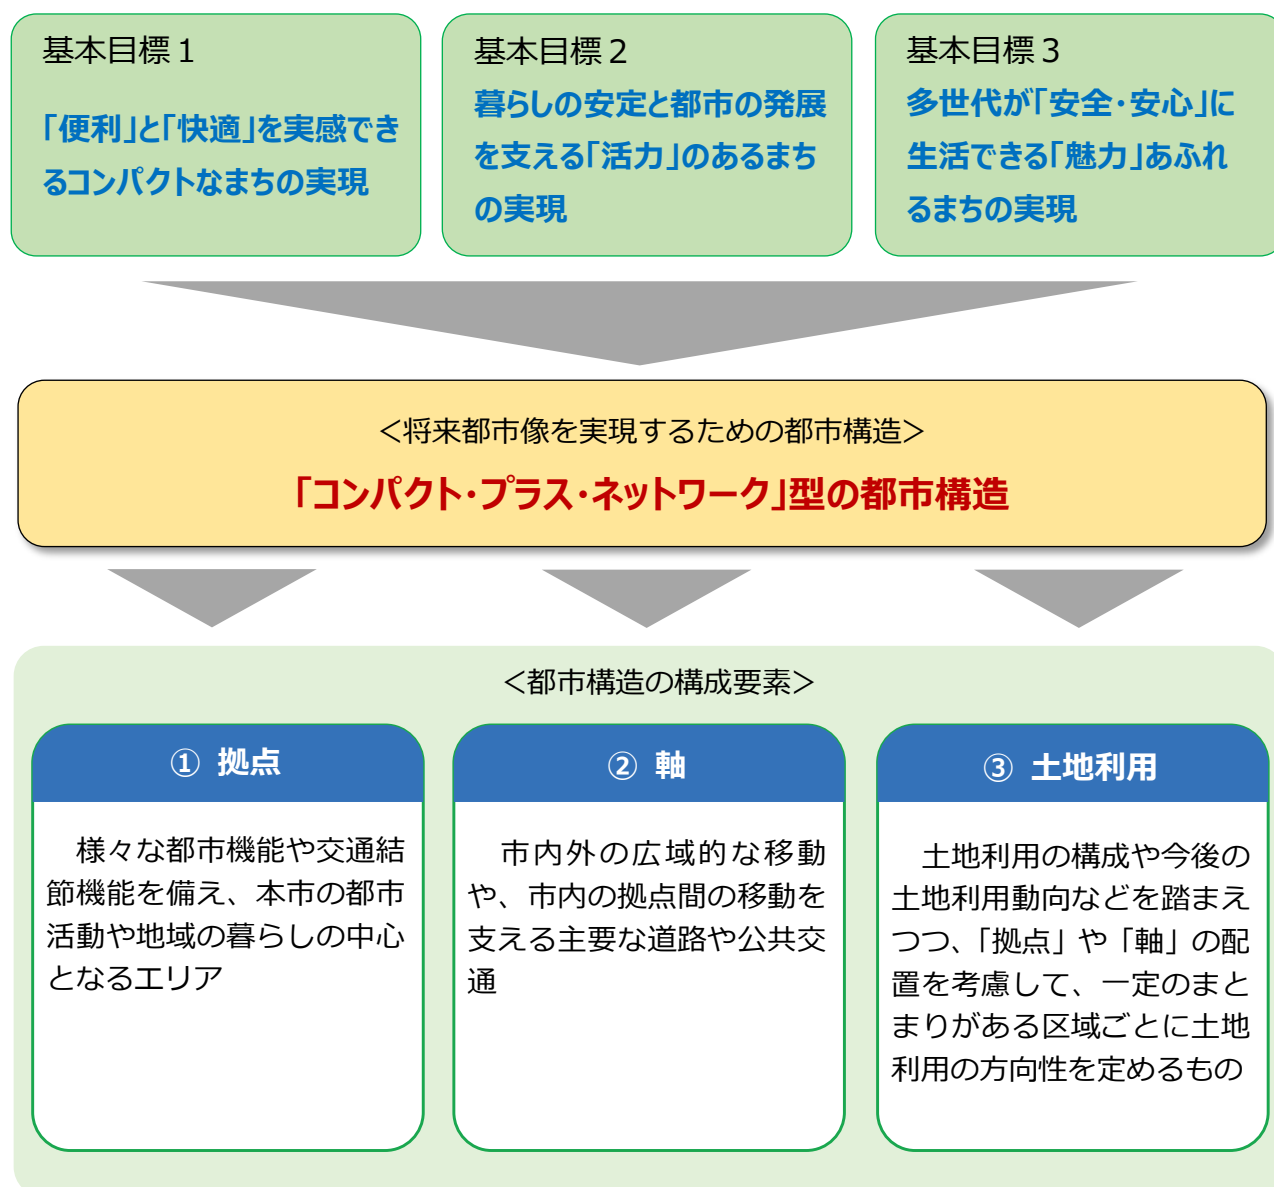 基本目標１
「便利」と「快適」を実感でき
るコンパクトなまちの実現
基本目標２
暮らしの安定と都市の発展
を支える「活力」のあるまち
の実現
基本目標３
多世代が「安全・安心」に
生活できる「魅力」あふれ
るまちの実現
＜将来都市像を実現するための都市構造＞
「コンパクト・プラス・ネットワーク」型の都市構造
＜都市構造の構成要素＞
① 拠点
様々な都市機能や交通結
節機能を備え、本市の都市
活動や地域の暮らしの中心
となるエリア
② 軸
市内外の広域的な移動
や、市内の拠点間の移動を
支える主要な道路や公共交
通
③ 土地利用
土地利用の構成や今後の
土地利用動向などを踏まえ
つつ、「拠点」や「軸」の配
置を考慮して、一定のまと
まりがある区域ごとに土地
利用の方向性を定めるもの